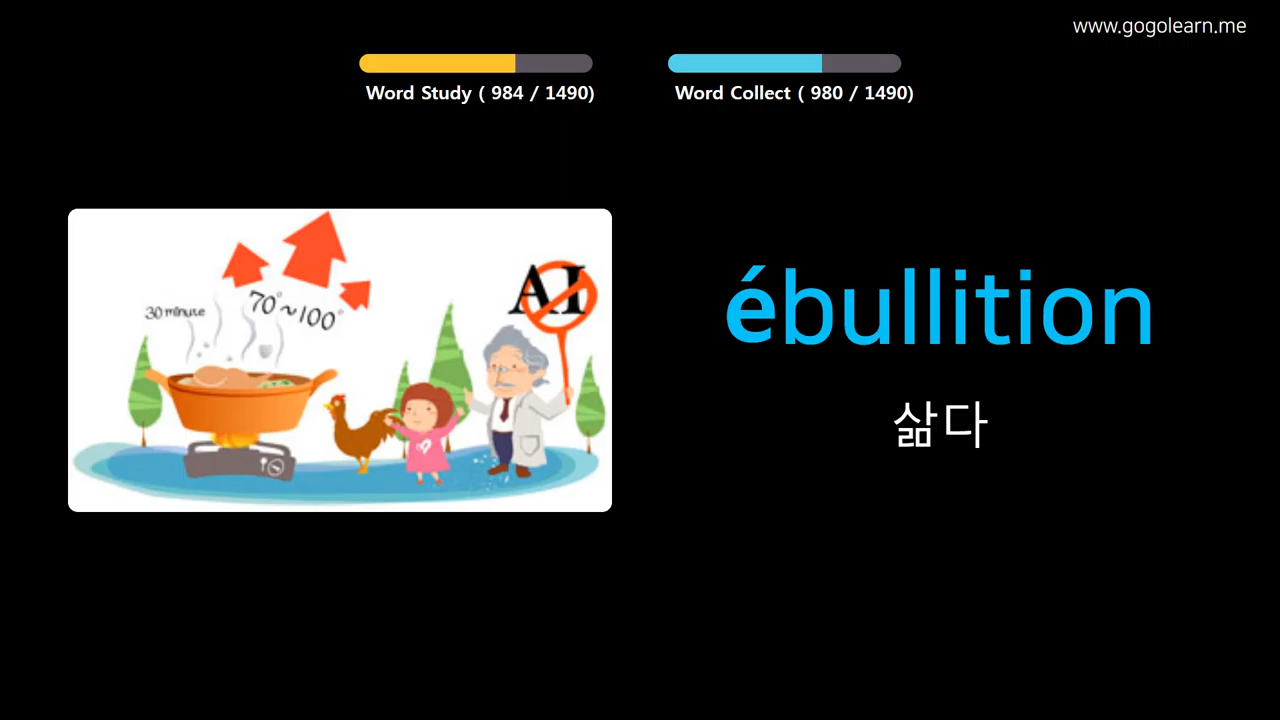 www.gogolearn.me
Word Study ( 984 / 1490)
Word Collect ( 980 / 1490)
30 minute
70°~100°
AI
ébullition
삶다